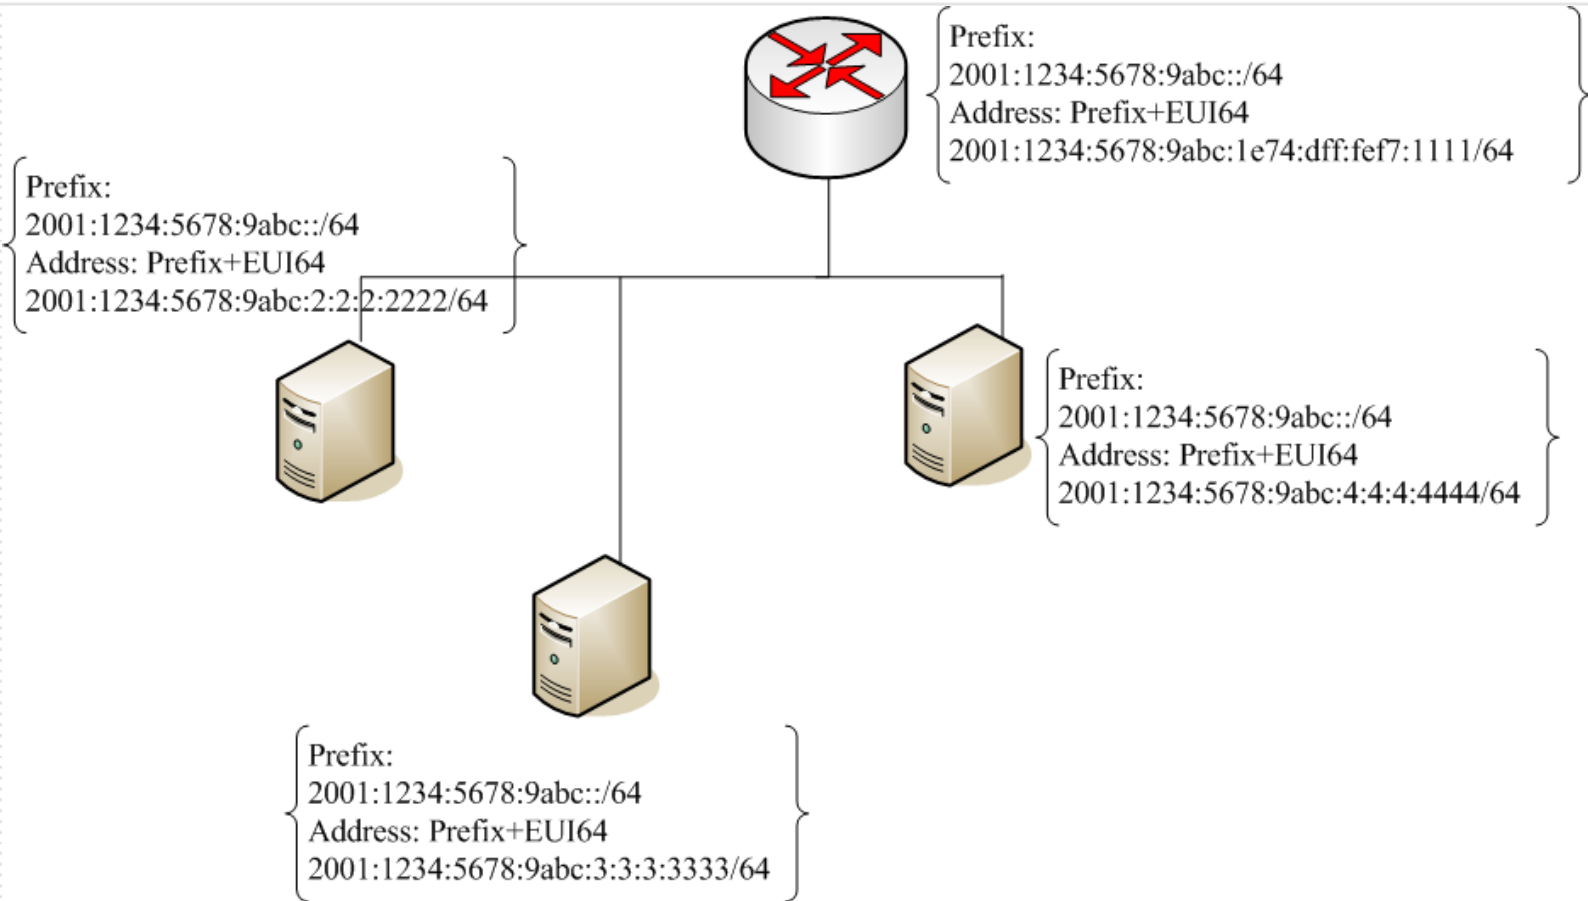 Prefix:
2001:1234:5678:9abc::/64
Address: Prefix+EUI64
2001:1234:5678:9abc:1e74:dff:fef7:1111/64
Prefix:
2001:1234:5678:9abc::/64
Address: Prefix+EUI64
2001:1234:5678:9abc:2:2:2:2222/64
Prefix:
2001:1234:5678:9abc::/64
Address: Prefix+EUI64
2001:1234:5678:9abc:4:4:4:4444/64
Prefix:
2001:1234:5678:9abc::/64
Address: Prefix+EUI64
2001:1234:5678:9abc:3:3:3:3333/64